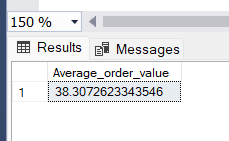 150 %
Results Messages
Average_order_value
1 38.3072623343546